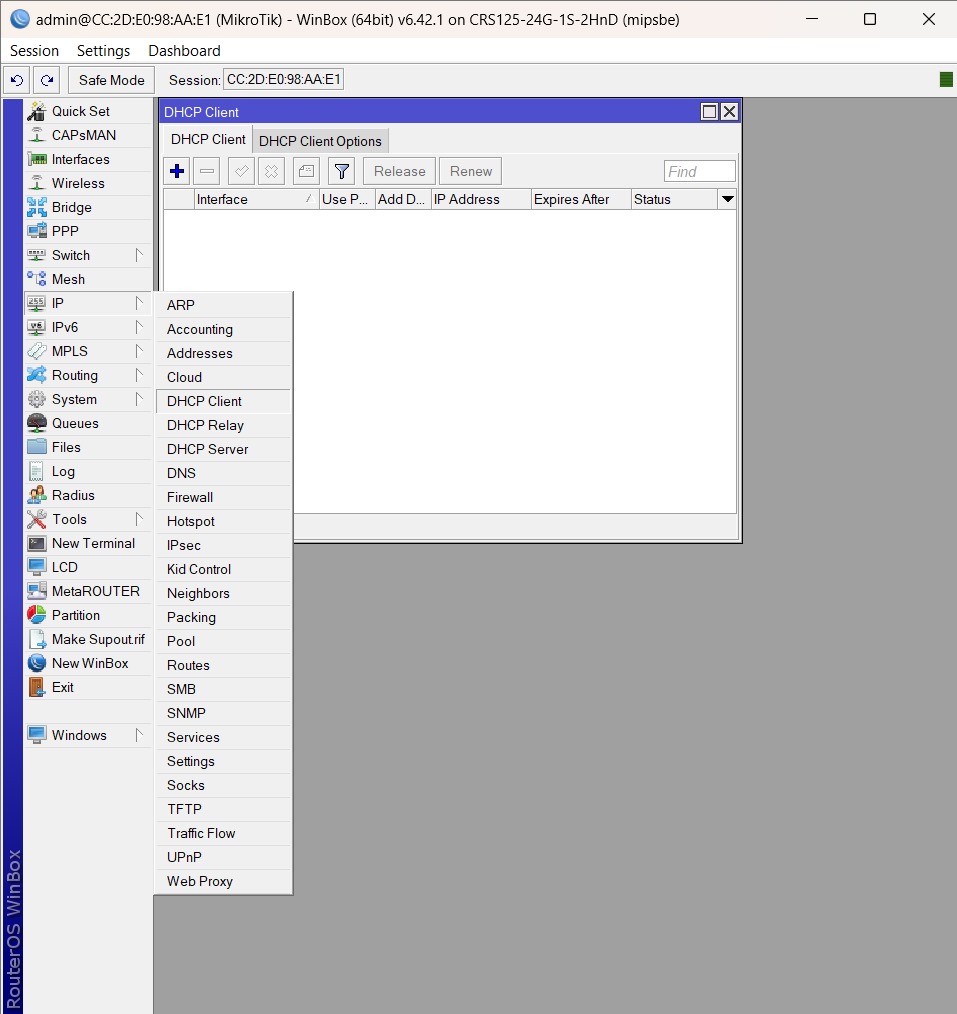 admin@CC:2D:E0:98:AA:E1 (MikroTik) - WinBox (64bit) v6.42.1 on CRS125-24G-1S-2HnD (mipsbe)
Session Settings Dashboard
Safe Mode Session: CC:2D:E0:98:AA:E1
Quick Set
CAPsMAN
Interfaces
Wireless
Bridge
PPP
Switch
Mesh
IP
IPv6
MPLS
Routing
System
Queues
Files
Log
Radius
Tools
New Terminal
LCD
MetaROUTER
Partition
Make Supout.rif
New WinBox
Exit
Windows
RouterOS WinBox
DHCP Client
DHCP Client DHCP Client Options
Release Renew Find
Interface Use P... Add D... IP Address Expires After Status
ARP
Accounting
Addresses
Cloud
DHCP Client
DHCP Relay
DHCP Server
DNS
Firewall
Hotspot
IPsec
Kid Control
Neighbors
Packing
Pool
Routes
SMB
SNMP
Services
Settings
Socks
TFTP
Traffic Flow
UPnP
Web Proxy